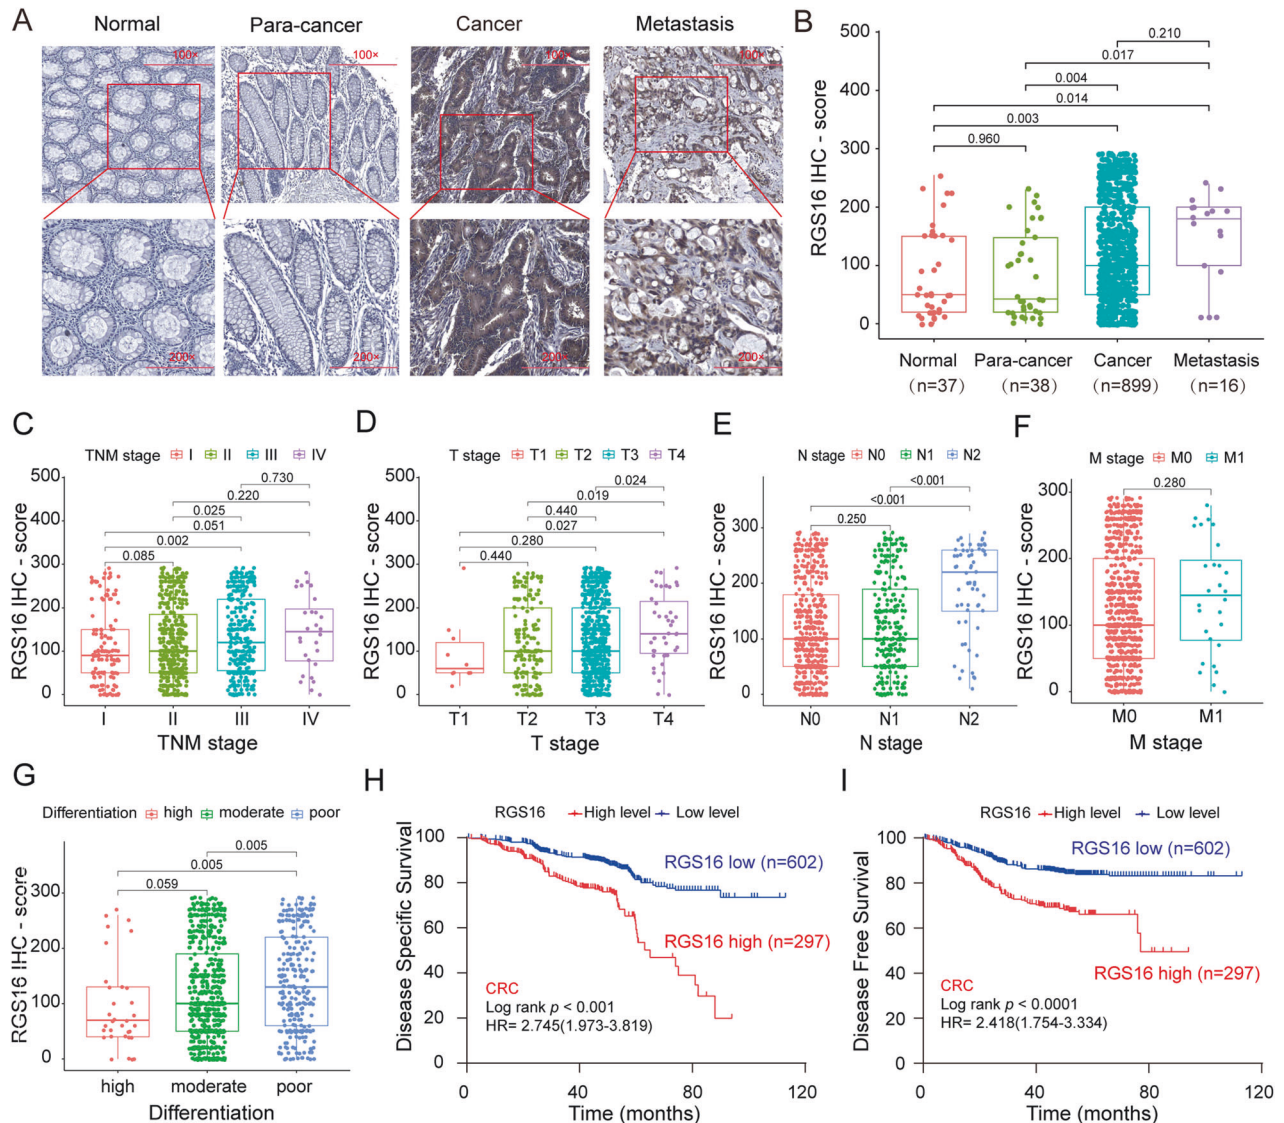 A
Normal
Para-cancer
Cancer
Metastasis
100×
100×
100×
100×
200×
200×
200×
200×
B
RGS16 IHC - score
500
400
300
200
100
0
0.210
0.017
0.004
0.014
0.003
0.960
Normal
Para-cancer
Cancer
Metastasis
(n=37)
(n=38)
(n=899)
(n=16)
C
TNM stage I II III IV
RGS16 IHC - score
500
400
300
200
100
0
0.730
0.220
0.025
0.051
0.002
0.085
I
II
III
IV
TNM stage
D
T stage T1 T2 T3 T4
RGS16 IHC - score
500
400
300
200
100
0
0.024
0.019
0.440
0.027
0.280
0.440
T1
T2
T3
T4
T stage
E
N stage N0 N1 N2
RGS16 IHC - score
300
200
100
0
<0.001
<0.001
0.250
N0
N1
N2
N stage
F
M stage M0 M1
RGS16 IHC - score
300
200
100
0
0.280
M0
M1
M stage
G
Differentiation high moderate poor
RGS16 IHC - score
300
200
100
0
0.005
0.005
0.059
high
moderate
poor
Differentiation
H
RGS16 High level Low level
Disease Specific Survival
100
80
60
40
20
0
RGS16 low (n=602)
RGS16 high (n=297)
CRC
Log rank p < 0.001
HR= 2.745(1.973-3.819)
0
40
80
120
Time (months)
I
RGS16 High level Low level
Disease Free Survival
100
80
60
40
20
0
RGS16 low (n=602)
RGS16 high (n=297)
CRC
Log rank p < 0.0001
HR= 2.418(1.754-3.334)
0
40
80
120
Time (months)